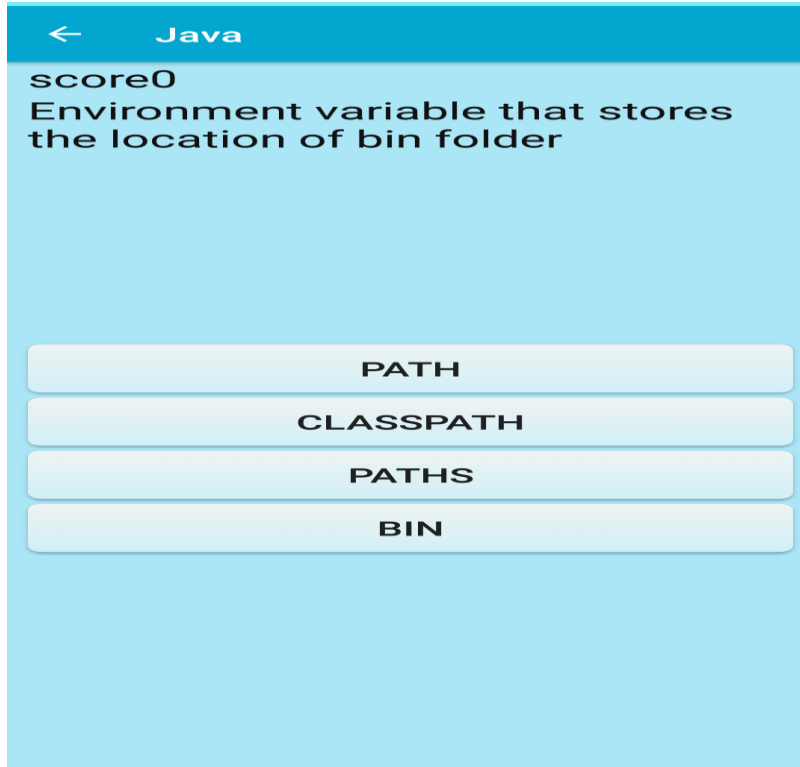 Java
score0
Environment variable that stores
the location of bin folder
PATH
CLASSPATH
PATHS
BIN